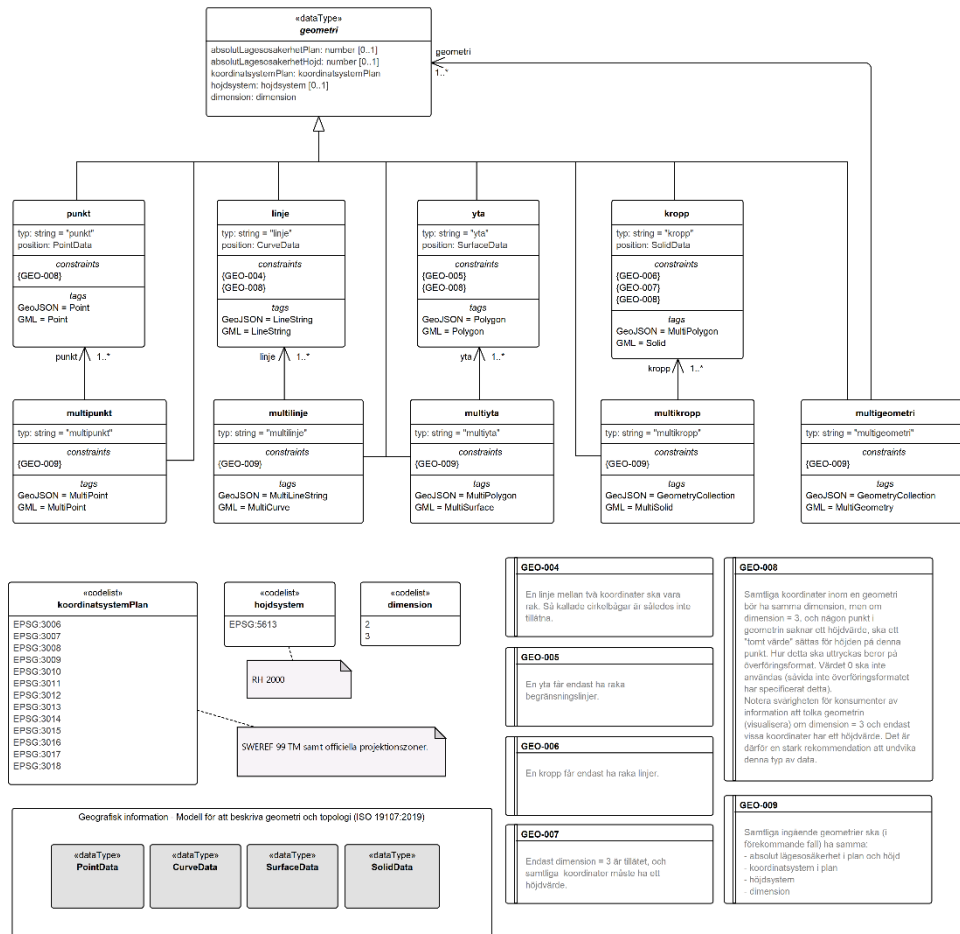 «dataType»
geometri
absolutLagesosakerhetPlan: number [0..1]
absolutLagesosakerhetHojd: number [0..1]
koordinatsystemPlan: koordinatsystemPlan
hojdsystem: hojdsystem [0..1]
dimension: dimension
geometri
1..*
punkt
typ: string = "punkt"
position: PointData
constraints
{GEO-008}
tags
GeoJSON = Point
GML = Point
linje
typ: string = "linje"
position: CurveData
constraints
{GEO-004}
{GEO-008}
tags
GeoJSON = LineString
GML = LineString
yta
typ: string = "yta"
position: SurfaceData
constraints
{GEO-005}
{GEO-008}
tags
GeoJSON = Polygon
GML = Polygon
kropp
typ: string = "kropp"
position: SolidData
constraints
{GEO-006}
{GEO-007}
{GEO-008}
tags
GeoJSON = MultiPolygon
GML = Solid
punkt 1..*
linje 1..*
yta 1..*
kropp 1..*
multipunkt
typ: string = "multipunkt"
constraints
{GEO-009}
tags
GeoJSON = MultiPoint
GML = MultiPoint
multilinje
typ: string = "multilinje"
constraints
{GEO-009}
tags
GeoJSON = MultiLineString
GML = MultiCurve
multiyta
typ: string = "multiyta"
constraints
{GEO-009}
tags
GeoJSON = MultiPolygon
GML = MultiSurface
multikropp
typ: string = "multikropp"
constraints
{GEO-009}
tags
GeoJSON = GeometryCollection
GML = MultiSolid
multigeometri
typ: string = "multigeometri"
constraints
{GEO-009}
tags
GeoJSON = GeometryCollection
GML = MultiGeometry
«codelist»
koordinatsystemPlan
EPSG:3006
EPSG:3007
EPSG:3008
EPSG:3009
EPSG:3010
EPSG:3011
EPSG:3012
EPSG:3013
EPSG:3014
EPSG:3015
EPSG:3016
EPSG:3017
EPSG:3018
«codelist»
hojdsystem
EPSG:5613
«codelist»
dimension
2
3
RH 2000
SWEREF 99 TM samt officiella projektionszoner.
GEO-004
En linje mellan två koordinater ska vara
rak. Så kallade cirkelbågar är således inte
tillåtna.
GEO-005
En yta får endast ha raka
begränsningslinjer.
GEO-006
En kropp får endast ha raka linjer.
GEO-007
Endast dimension = 3 är tillåtet, och
samtliga koordinater måste ha ett
höjdvärde.
GEO-008
Samtliga koordinater inom en geometri
bör ha samma dimension, men om
dimension = 3, och någon punkt i
geometrin saknar ett höjdvärde, ska ett
"tomt värde" sättas för höjden på denna
punkt. Hur detta ska uttryckas beror på
överföringsformat. Värdet 0 ska inte
användas (såvida inte överföringsformatet
har specificerat detta).
Notera svårigheten för konsumenter av
information att tolka geometrin
(visualisera) om dimension = 3 och endast
vissa koordinater har ett höjdvärde. Det är
därför en stark rekommendation att undvika
denna typ av data.
GEO-009
Samtliga ingående geometrier ska (i
förekommande fall) ha samma:
- absolut lägesosäkerhet i plan och höjd
- koordinatsystem i plan
- höjdsystem
- dimension
Geografisk information - Modell för att beskriva geometri och topologi (ISO 19107:2019)
«dataType»
PointData
«dataType»
CurveData
«dataType»
SurfaceData
«dataType»
SolidData